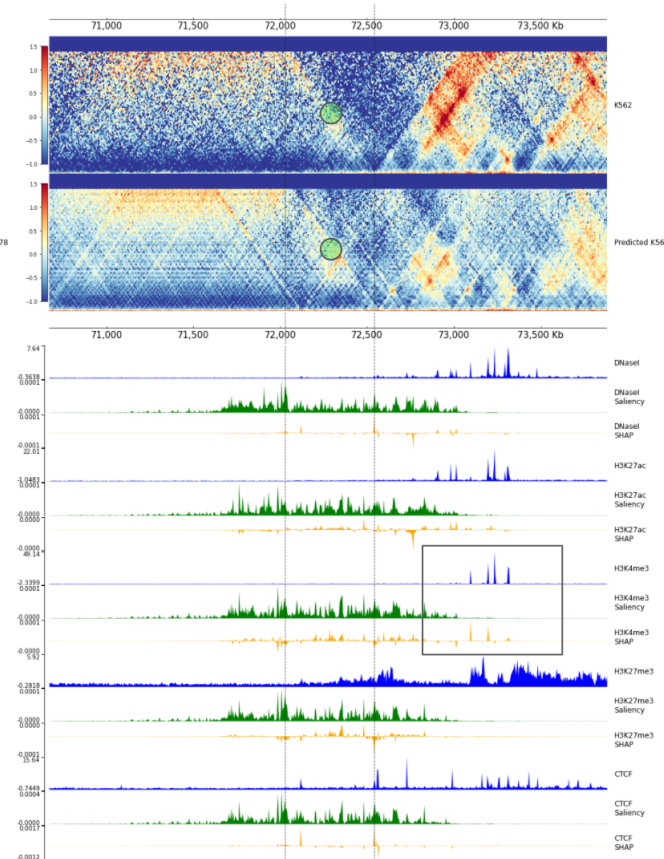 71,000 71,500 72,000 72,500 73,000 73,500 Kb
1.5
1.0
0.5
0.0
−0.5
−1.0
K562
1.5
1.0
0.5
0.0
−0.5
−1.0
78
Predicted K56
71,000 71,500 72,000 72,500 73,000 73,500 Kb
7.64
DNaseI
-0.3638
0.0001
DNaseI
Saliency
-0.0000
0.0001
DNaseI
SHAP
-0.0001
22.01
H3K27ac
-1.0483
0.0001
H3K27ac
Saliency
-0.0000
0.0000
H3K27ac
SHAP
-0.0000
49.14
H3K4me3
-2.3399
0.0001
H3K4me3
Saliency
-0.0000
0.0001
H3K4me3
SHAP
-0.0000
5.92
H3K27me3
-0.2818
0.0001
H3K27me3
Saliency
-0.0000
0.0000
H3K27me3
SHAP
-0.0001
15.64
CTCF
-0.7449
0.0004
CTCF
Saliency
-0.0000
0.0017
CTCF
SHAP
-0.0012